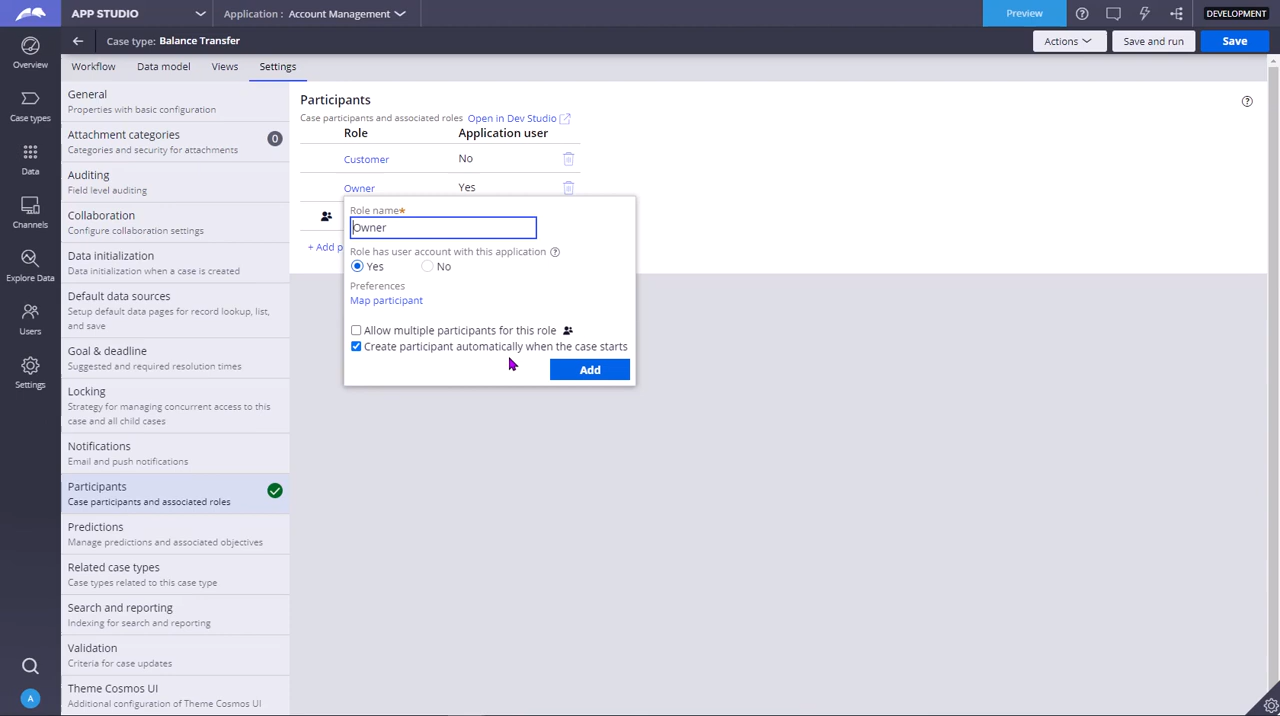 APP STUDIO
Application : Account Management
Preview
DEVELOPMENT
Case type: Balance Transfer
Actions
Save and run
Save
Overview
Case types
Data
Channels
Explore Data
Users
Settings
A
Workflow
Data model
Views
Settings
General
Properties with basic configuration
Attachment categories
Categories and security for attachments
0
Auditing
Field level auditing
Collaboration
Configure collaboration settings
Data initialization
Data initialization when a case is created
Default data sources
Setup default data pages for record lookup, list,
and save
Goal & deadline
Suggested and required resolution times
Locking
Strategy for managing concurrent access to this
case and all child cases
Notifications
Email and push notifications
Participants
Case participants and associated roles
Predictions
Manage predictions and associated objectives
Related case types
Case types related to this case type
Search and reporting
Indexing for search and reporting
Validation
Criteria for case updates
Theme Cosmos UI
Additional configuration of Theme Cosmos UI
Participants
Case participants and associated roles Open in Dev Studio
Role Application user
Customer No
Owner Yes
+ Add p
Role name*
Owner
Role has user account with this application
Yes No
Preferences
Map participant
Allow multiple participants for this role
Create participant automatically when the case starts
Add